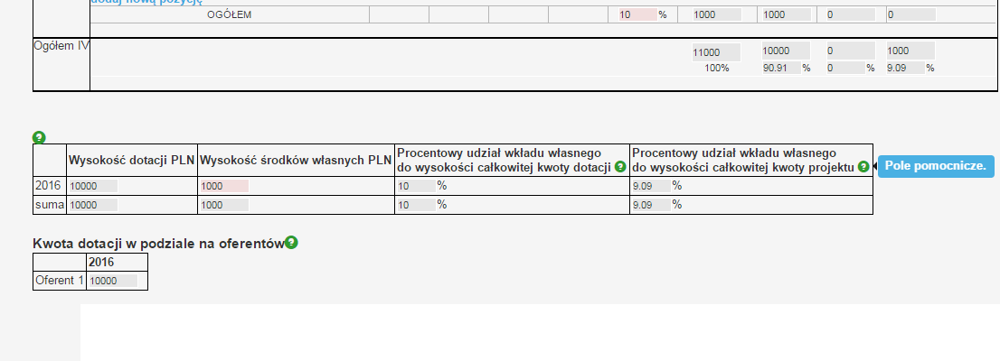 dodaj nową pozycję
OGÓŁEM 10 % 1000 1000 0 0
Ogółem IV 11000 10000 0 1000
100% 90.91 % 0 % 9.09 %
?
Wysokość dotacji PLN Wysokość środków własnych PLN Procentowy udział wkładu własnego
do wysokości całkowitej kwoty dotacji ? Procentowy udział wkładu własnego
do wysokości całkowitej kwoty projektu ? Pole pomocnicze.
2016 10000 1000 10 % 9.09 %
suma 10000 1000 10 % 9.09 %
Kwota dotacji w podziale na oferentów ?
2016
Oferent 1 10000